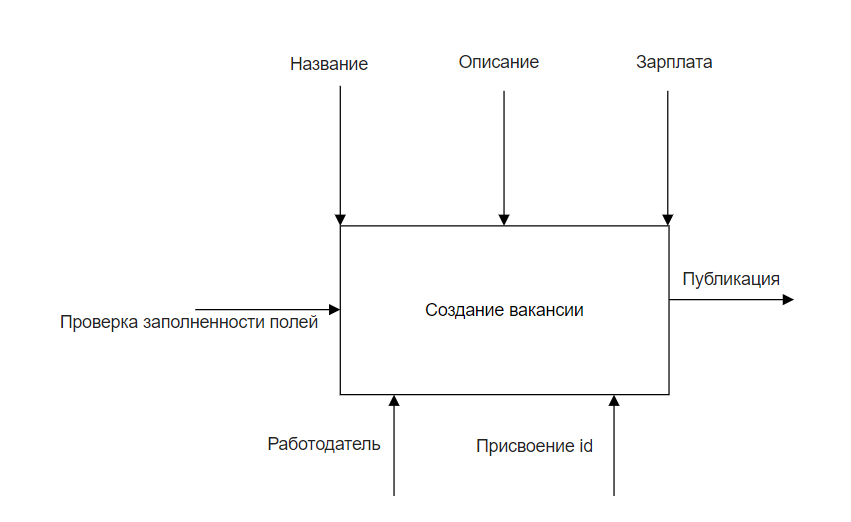 Название
Описание
Зарплата
Публикация
Создание вакансии
Проверка заполненности полей
Работодатель
Присвоение id